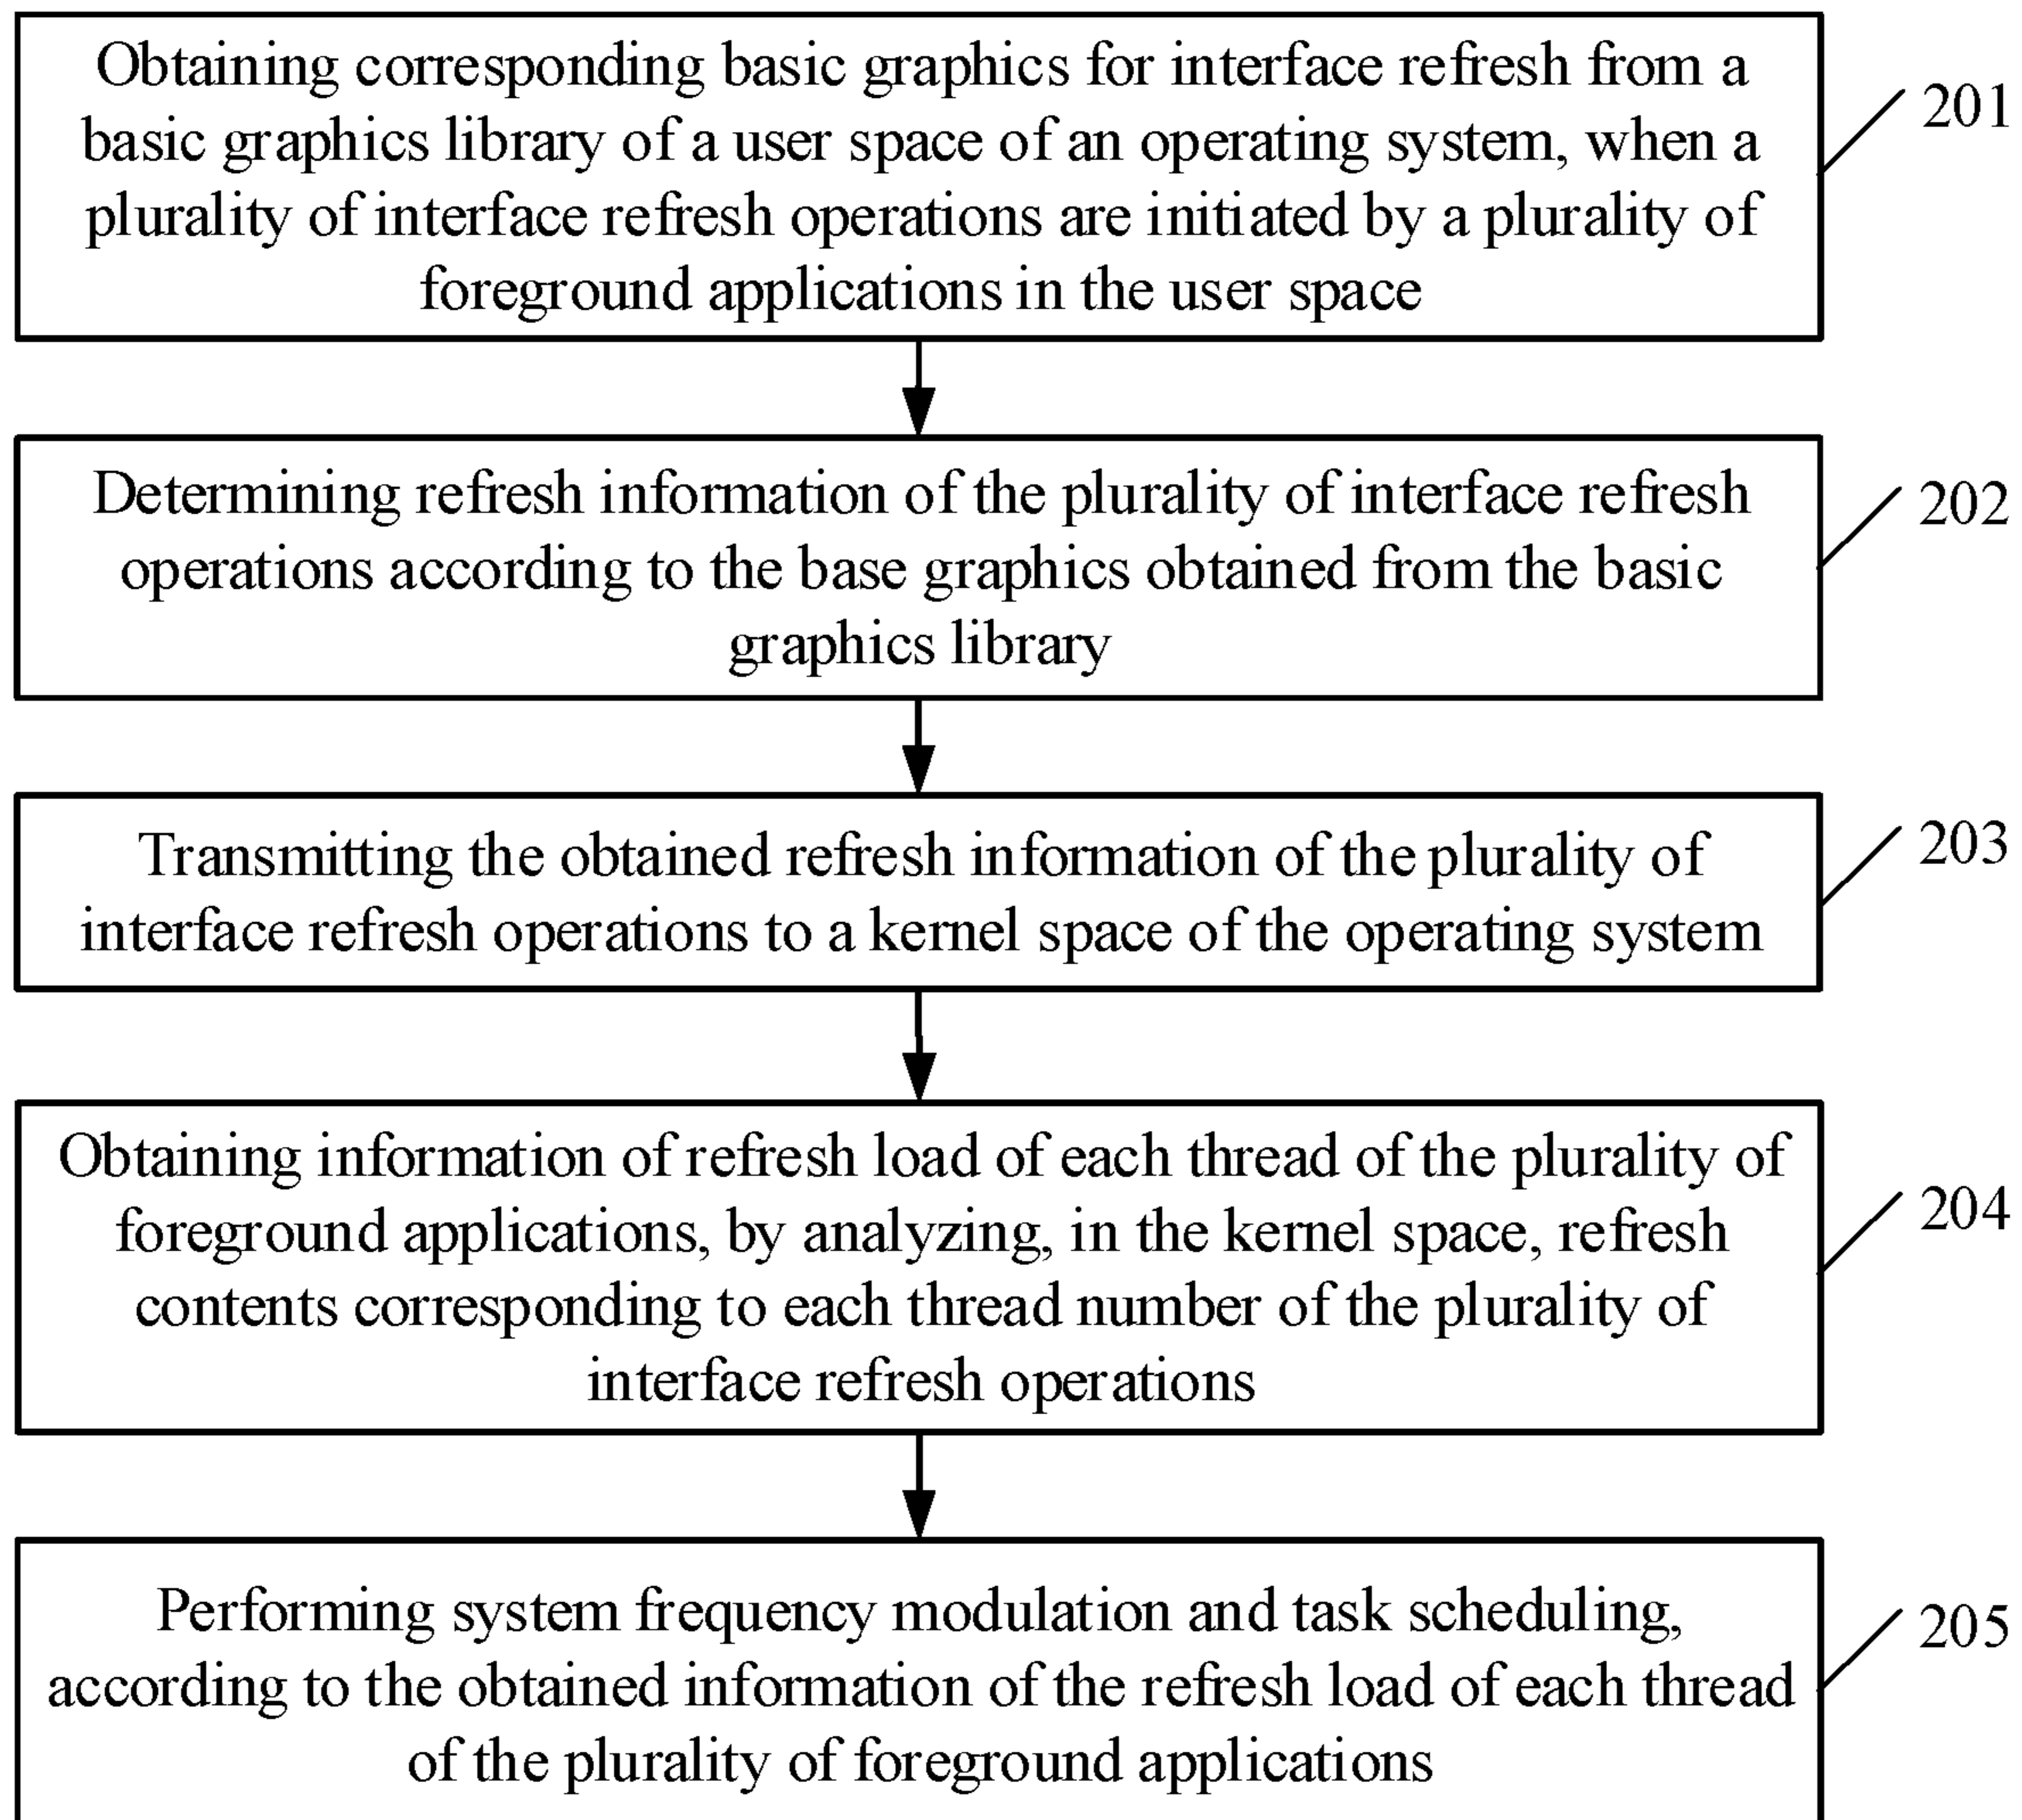 Obtaining corresponding basic graphics for interface refresh from a
basic graphics library of a user space of an operating system, when a
plurality of interface refresh operations are initiated by a plurality of
foreground applications in the user space
201
Determining refresh information of the plurality of interface refresh
operations according to the base graphics obtained from the basic
graphics library
202
Transmitting the obtained refresh information of the plurality of
interface refresh operations to a kernel space of the operating system
203
Obtaining information of refresh load of each thread of the plurality of
foreground applications, by analyzing, in the kernel space, refresh
contents corresponding to each thread number of the plurality of
interface refresh operations
204
Performing system frequency modulation and task scheduling,
according to the obtained information of the refresh load of each thread
of the plurality of foreground applications
205